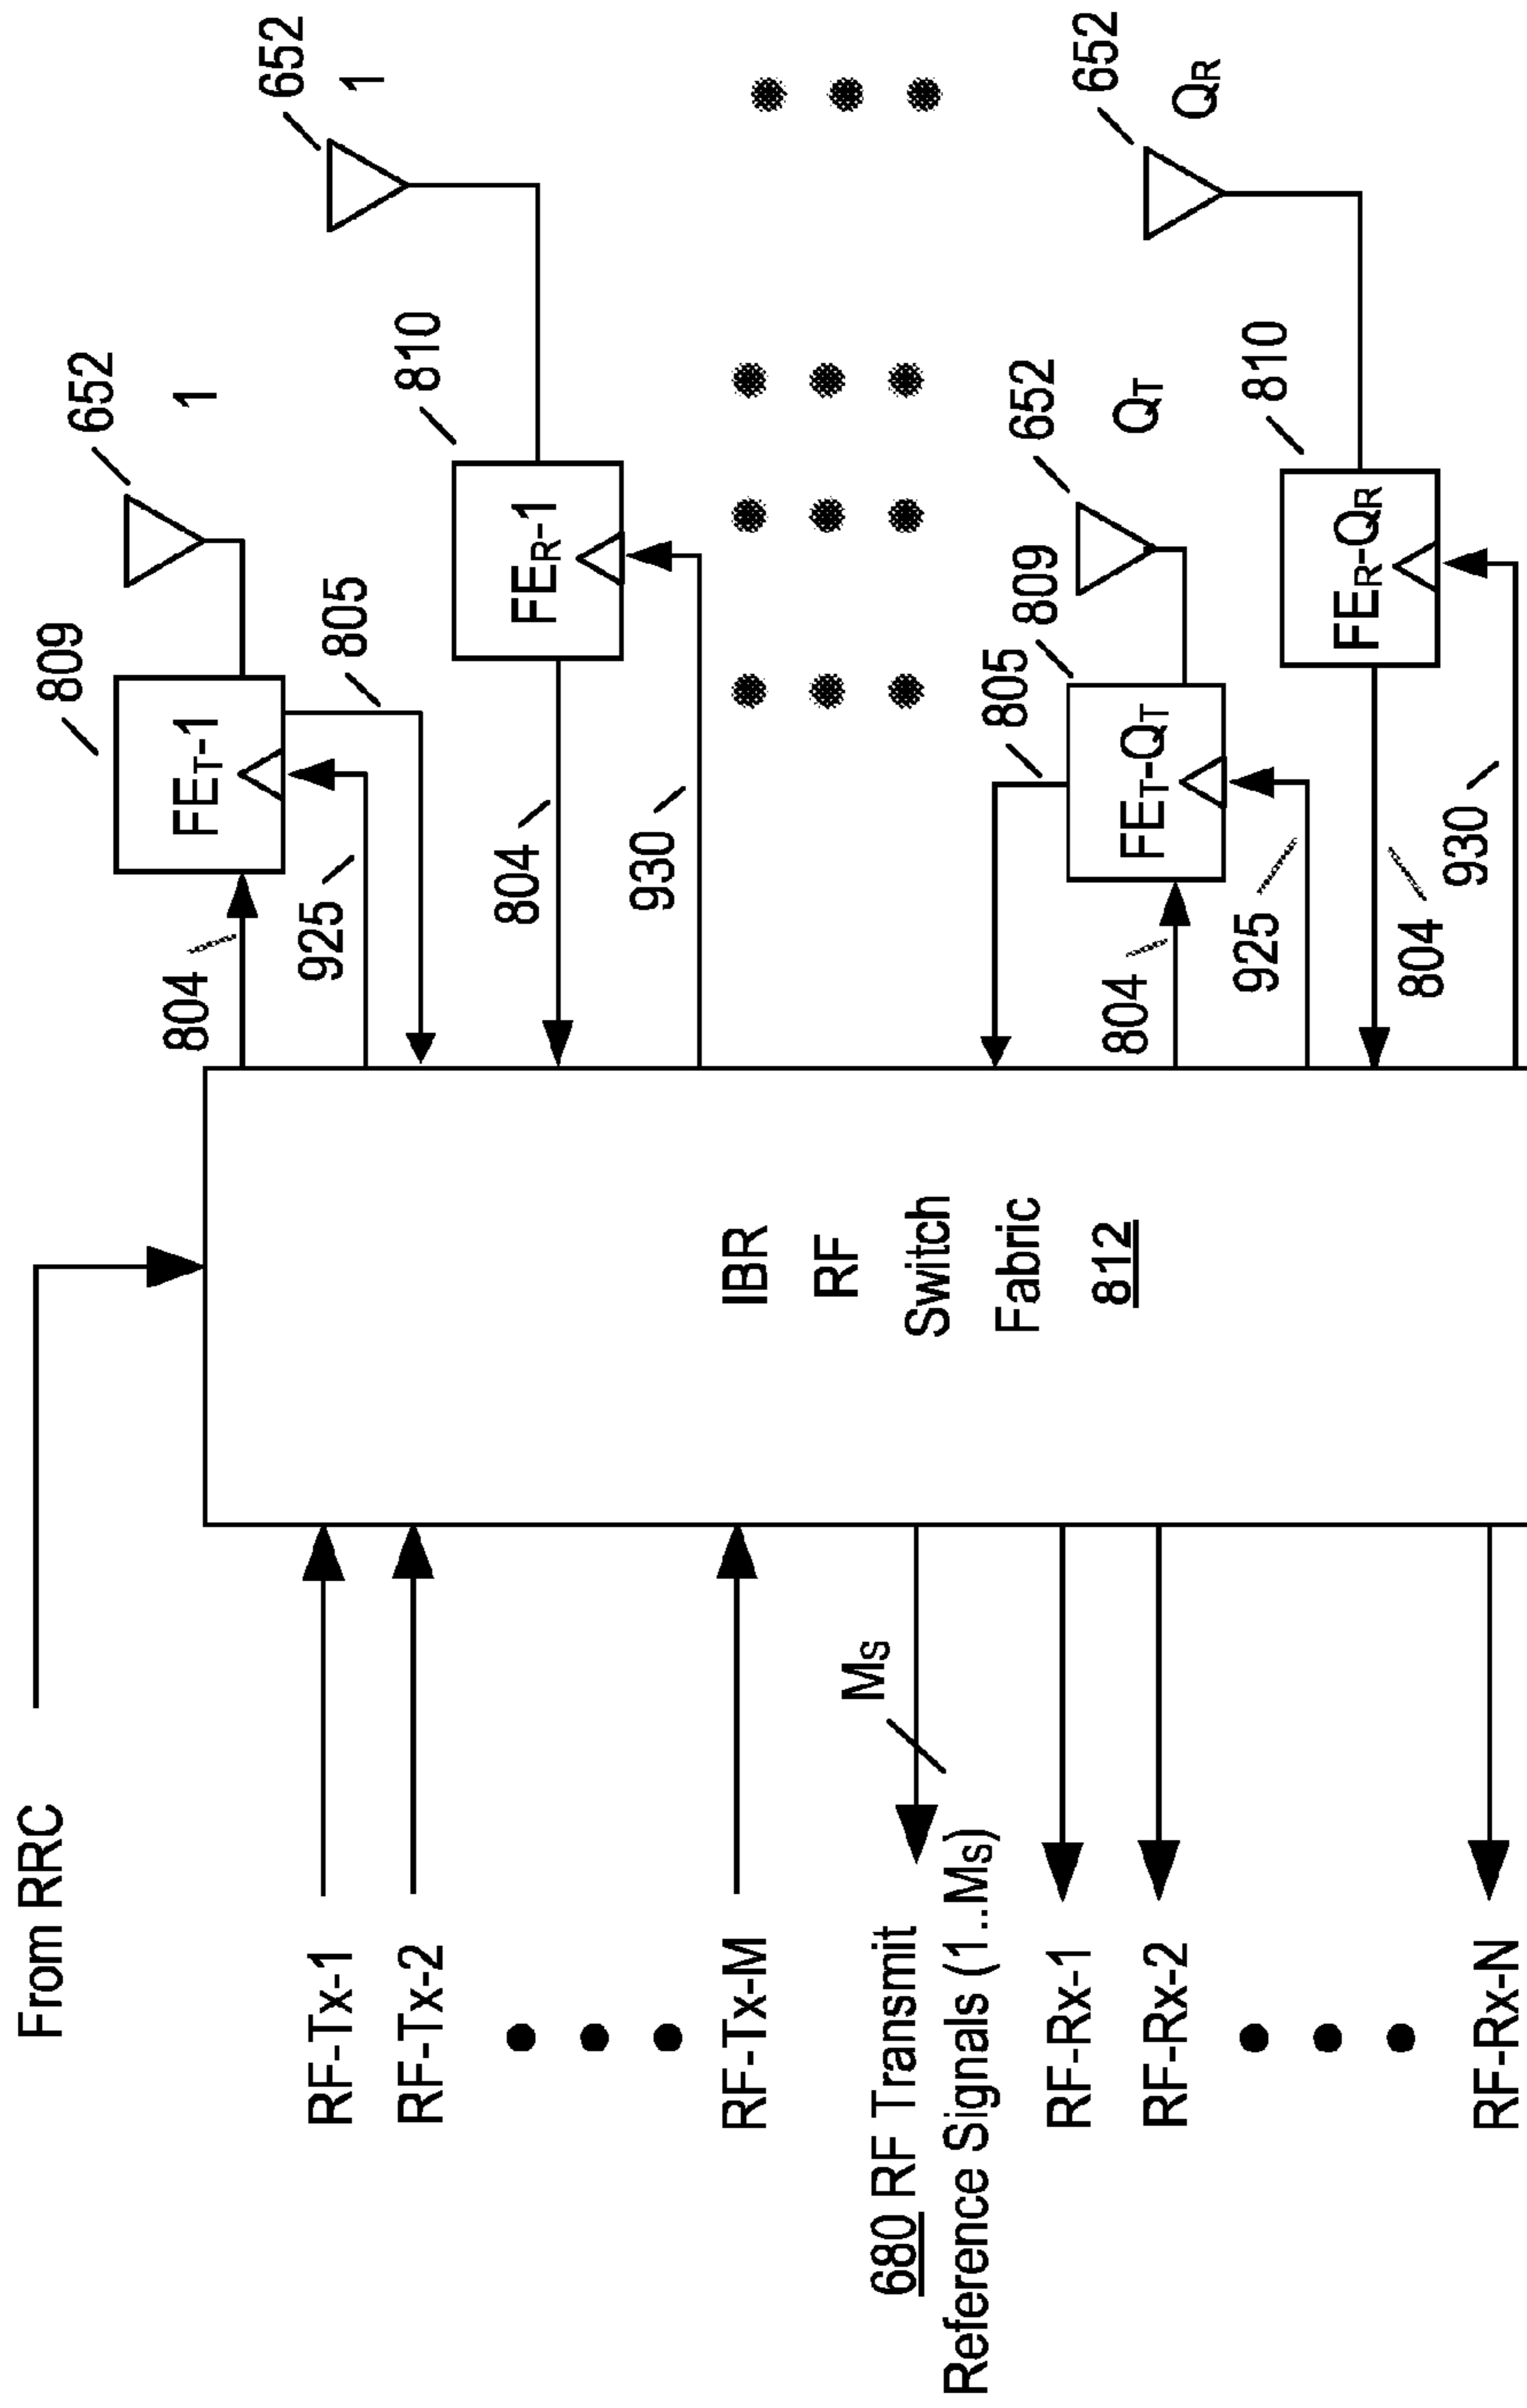 From RRC
RF-Tx-1
RF-Tx-2
RF-Tx-M
Ms
680 RF Transmit
Reference Signals (1..Ms)
RF-Rx-1
RF-Rx-2
RF-Rx-N
IBR
RF
Switch
Fabric
812
804
925
809
FET-1
805
652
1
804
930
810
FER-1
652
1
805
809
652
QT
804
FET-QT
925
804
930
810
FER-QR
652
QR